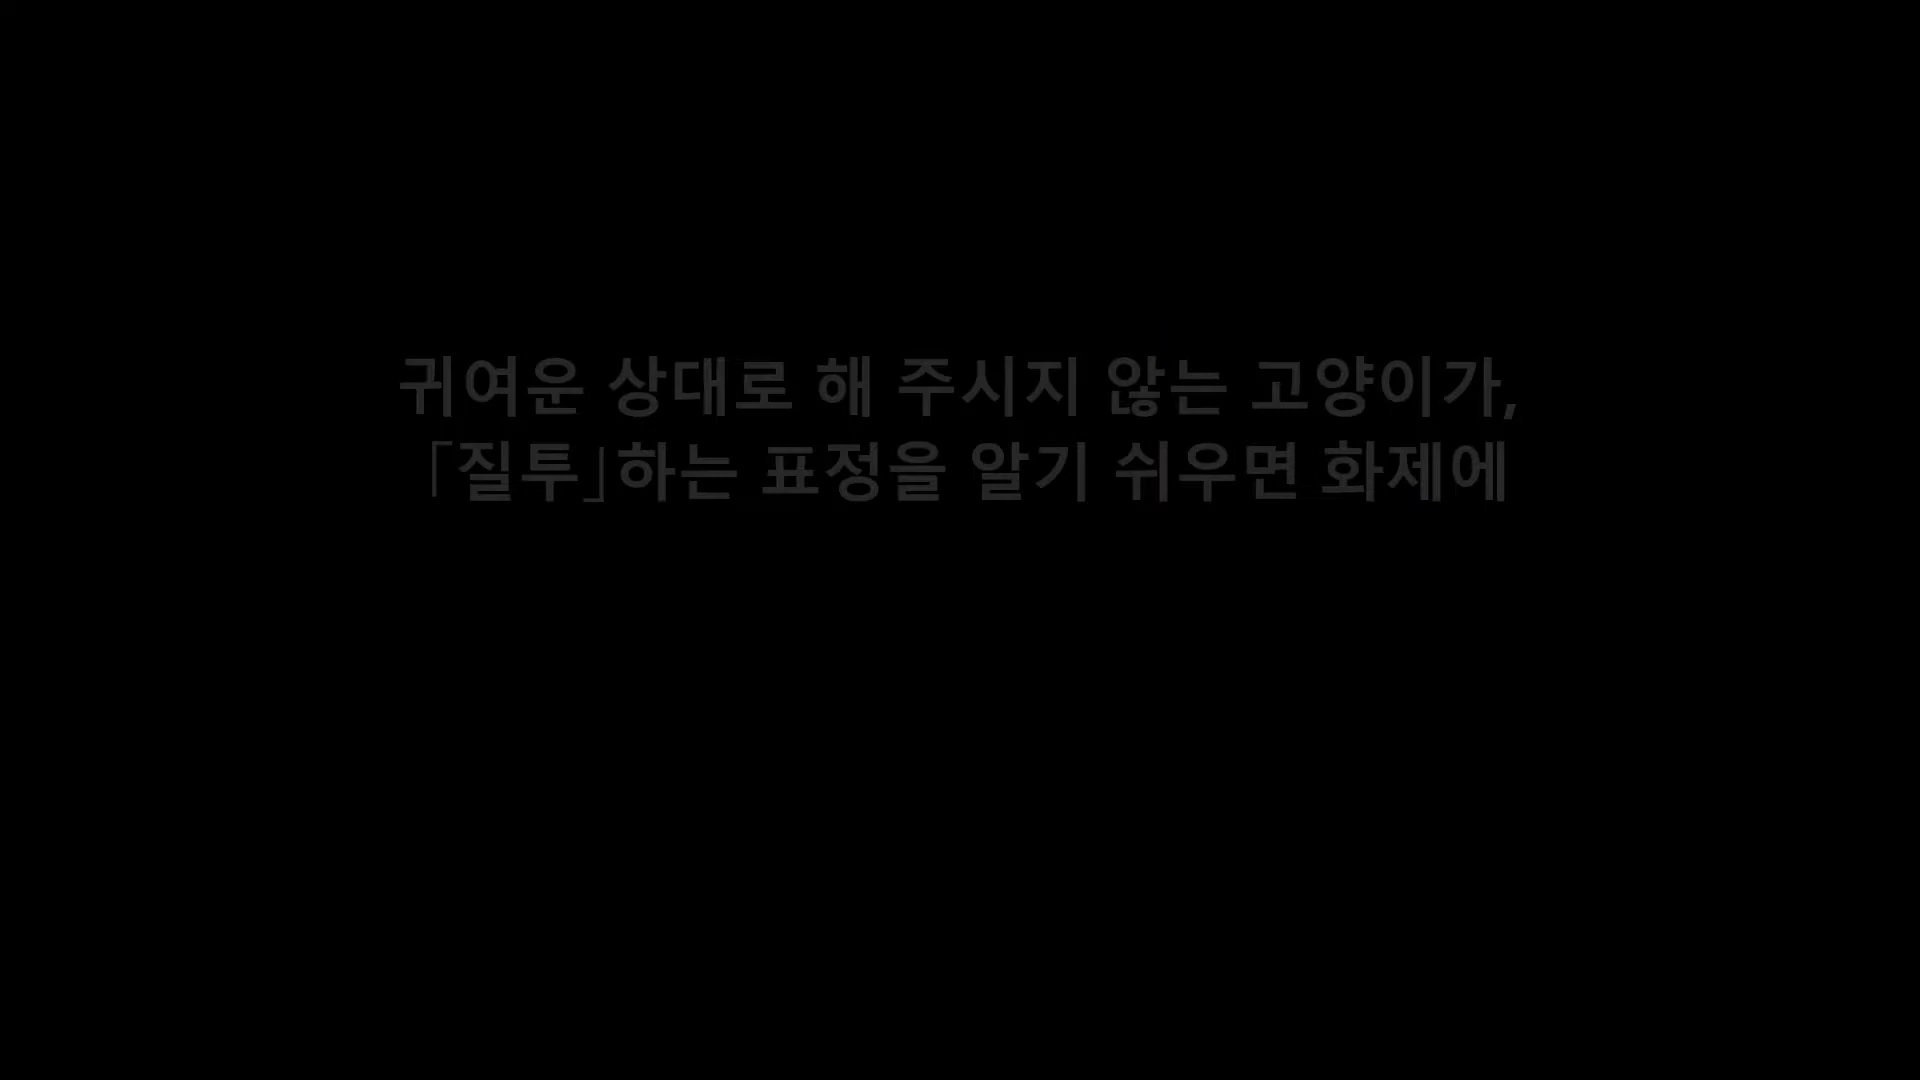 귀여운 상대로 해 주시지 않는 고양이가,
「질투」하는 표정을 알기 쉬우면 화제에